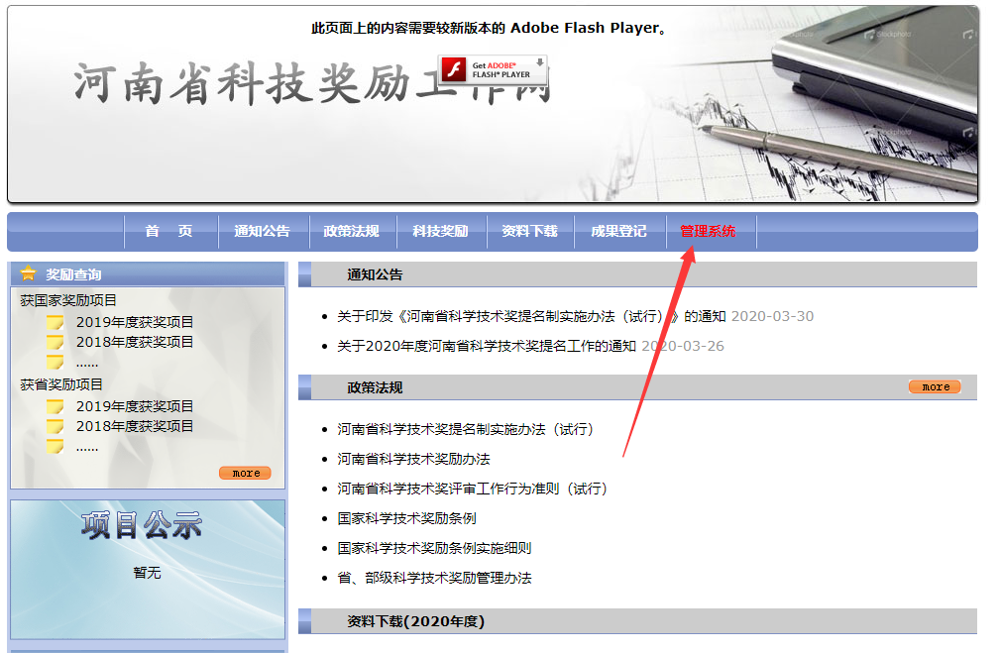 此页面上的内容需要较新版本的 Adobe Flash Player。
Get ADOBE®
FLASH® PLAYER
河南省科技奖励工作网
iStockphoto
iStockphoto
首 页 通知公告 政策法规 科技奖励 资料下载 成果登记 管理系统
奖励查询
获国家奖励项目
2019年度获奖项目
2018年度获奖项目
......
获省奖励项目
2019年度获奖项目
2018年度获奖项目
......
more
项目公示
暂无
通知公告
关于印发《河南省科学技术奖提名制实施办法（试行）》的通知 2020-03-30
关于2020年度河南省科学技术奖提名工作的通知 2020-03-26
政策法规
more
河南省科学技术奖提名制实施办法（试行）
河南省科学技术奖励办法
河南省科学技术奖评审工作行为准则（试行）
国家科学技术奖励条例
国家科学技术奖励条例实施细则
省、部级科学技术奖励管理办法
资料下载(2020年度)